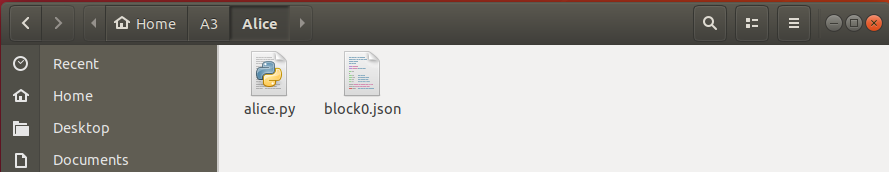 Home A3 Alice
Recent
Home
Desktop
Documents
alice.py block0.json